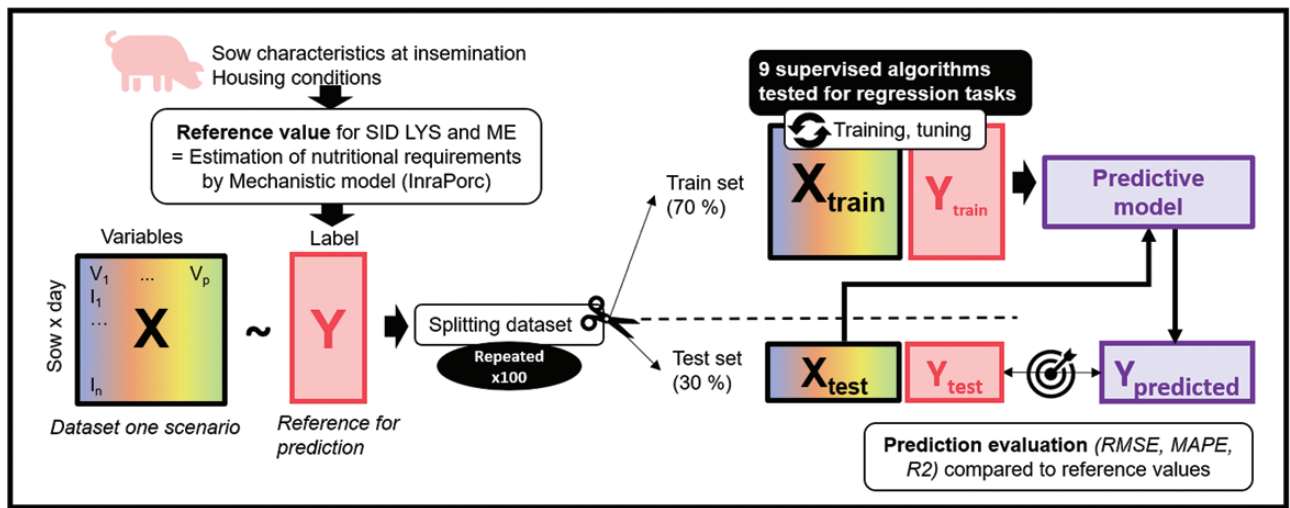 Sow characteristics at insemination
Housing conditions
Reference value for SID LYS and ME
= Estimation of nutritional requirements
by Mechanistic model (InraPorc)
Variables
Label
Sow x day
V1 ... Vp
I1
...
In
X
~
Y
Dataset one scenario
Reference for
prediction
Splitting dataset
Repeated
x100
Train set
(70 %)
Test set
(30 %)
9 supervised algorithms
tested for regression tasks
Training, tuning
Xtrain
Ytrain
Predictive
model
Xtest
Ytest
Ypredicted
Prediction evaluation (RMSE, MAPE,
R2) compared to reference values